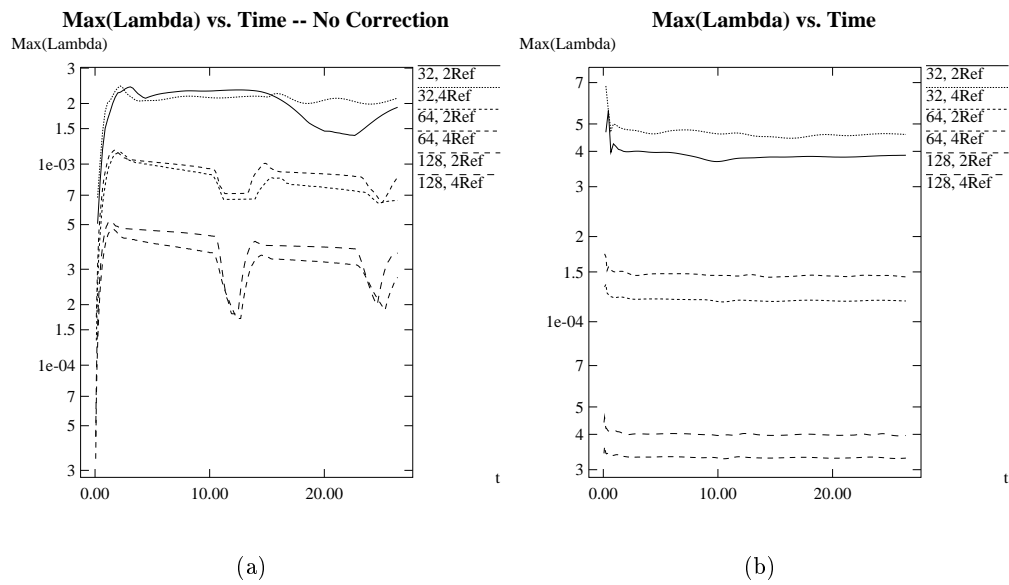 Max(Lambda) vs. Time -- No Correction
Max(Lambda)
3
2
1.5
1e-03
7
5
3
2
1.5
1e-04
7
5
3
0.00
10.00
20.00
t
32, 2Ref
32,4Ref
64, 2Ref
64, 4Ref
128, 2Ref
128, 4Ref
(a)
Max(Lambda) vs. Time
Max(Lambda)
7
5
4
3
2
1.5
1e-04
7
5
4
3
0.00
10.00
20.00
t
32, 2Ref
32, 4Ref
64, 2Ref
64, 4Ref
128, 2Ref
128, 4Ref
(b)